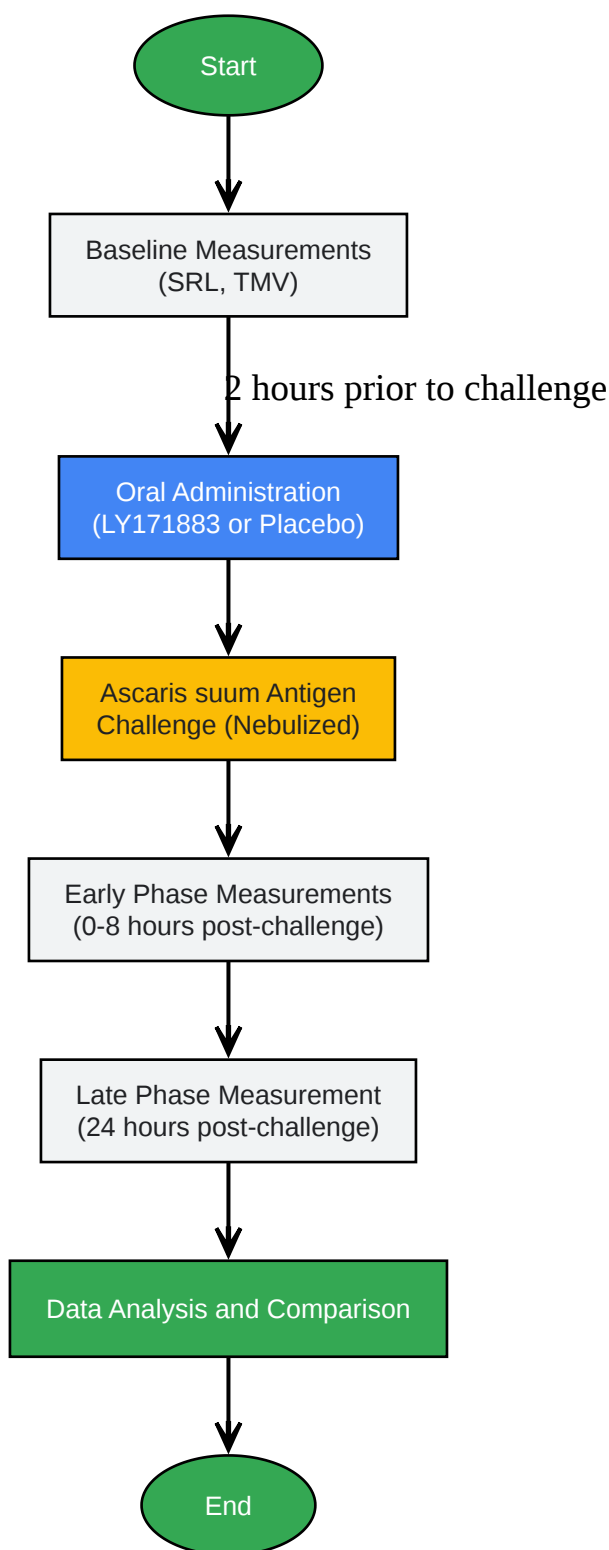 Start
Baseline Measurements
(SRL, TMV)
2 hours prior to challenge
Oral Administration
(LY171883 or Placebo)
Ascaris suum Antigen
Challenge (Nebulized)
Early Phase Measurements
(0-8 hours post-challenge)
Late Phase Measurement
(24 hours post-challenge)
Data Analysis and Comparison
End